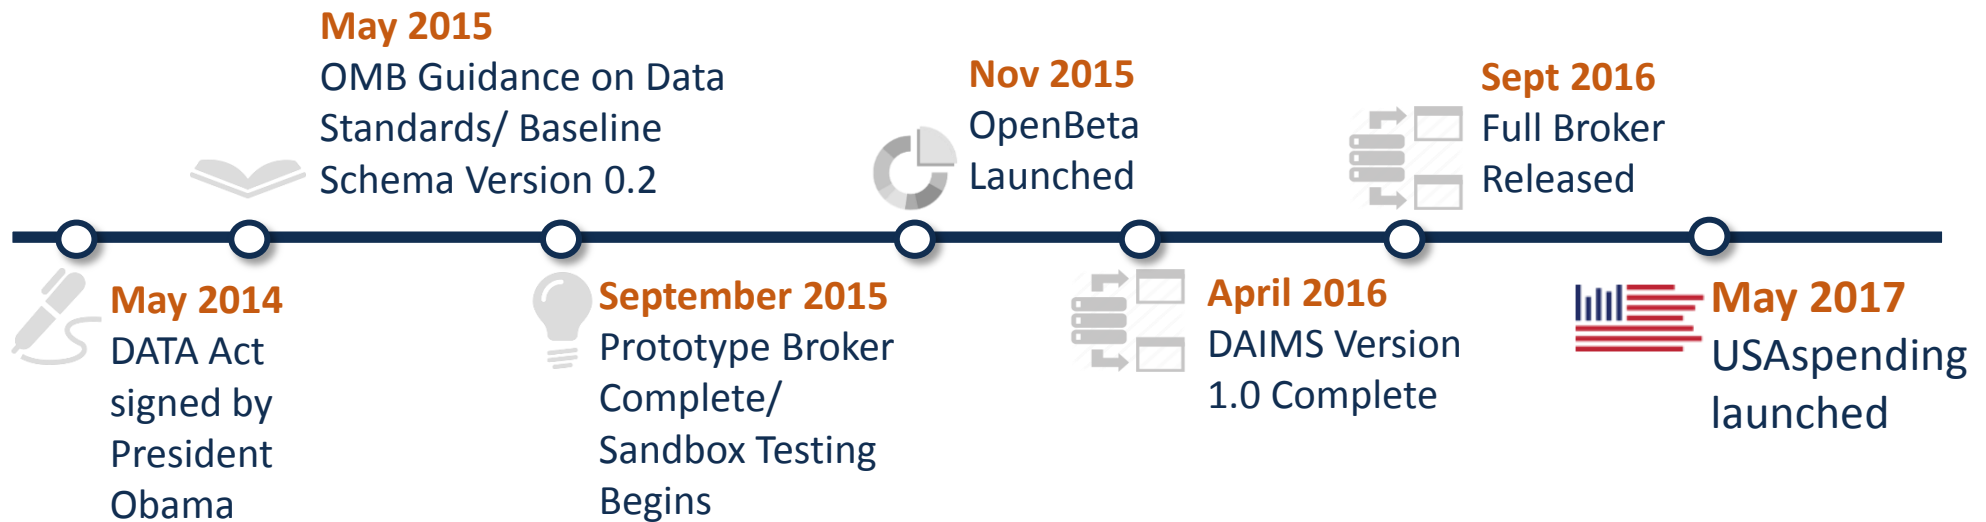 May 2015
OMB Guidance on Data
Standards/ Baseline
Schema Version 0.2
Nov 2015
OpenBeta
Launched
Sept 2016
Full Broker
Released
May 2014
DATA Act
signed by
President
Obama
September 2015
Prototype Broker
Complete/
Sandbox Testing
Begins
April 2016
DAIMS Version
1.0 Complete
May 2017
USAspending
launched